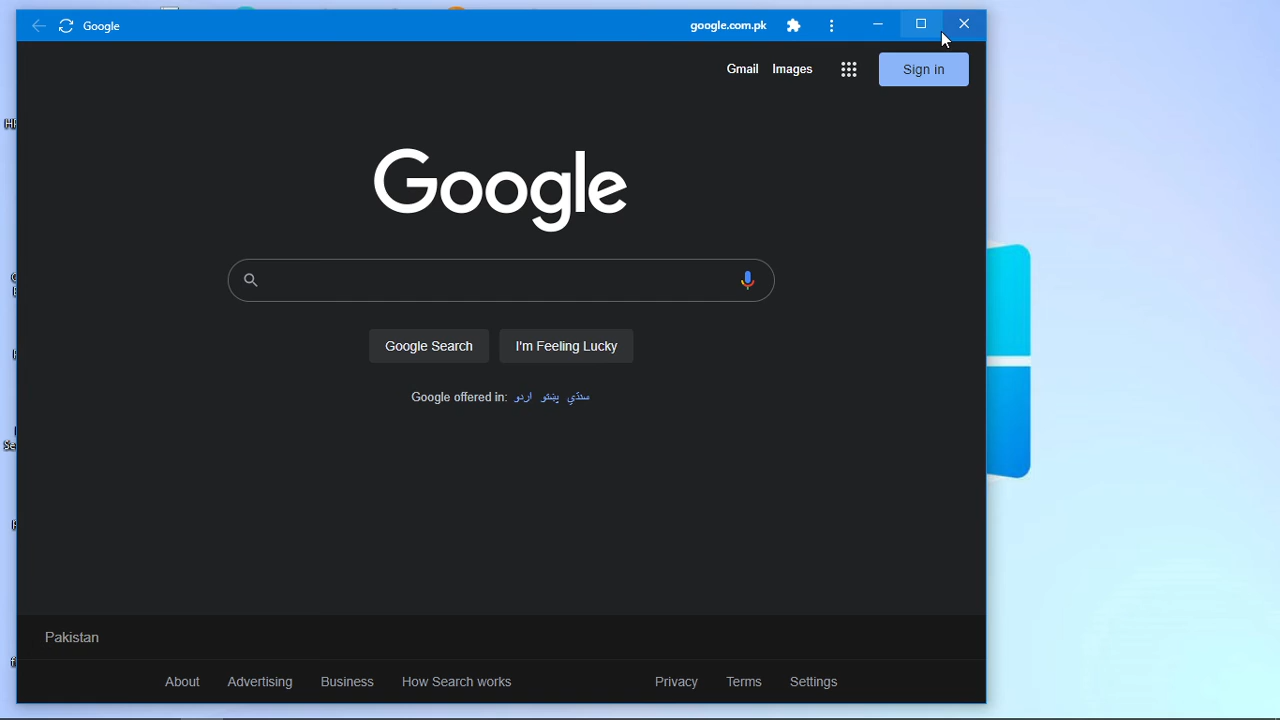 Google
google.com.pk
Gmail Images
Sign in
Google
Google Search I'm Feeling Lucky
Google offered in: اردو پښتو سنڌي
Pakistan
About Advertising Business How Search works Privacy Terms Settings